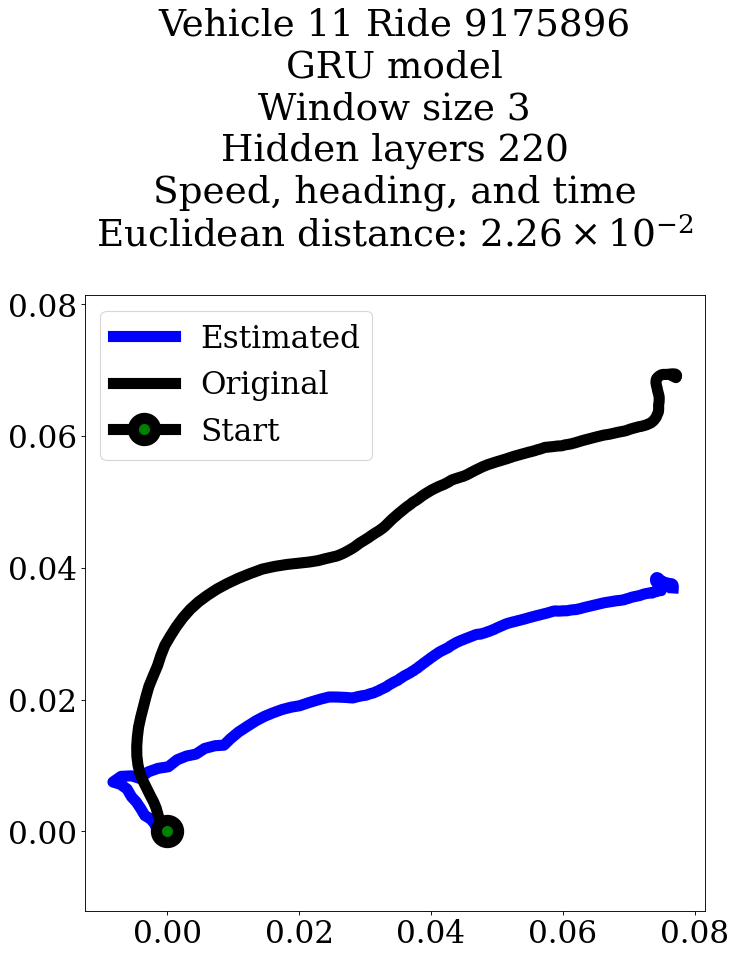 Vehicle 11 Ride 9175896
GRU model
Window size 3
Hidden layers 220
Speed, heading, and time
Euclidean distance: 2.26 × 10⁻²
Estimated
Original
Start
0.08
0.06
0.04
0.02
0.00
0.00 0.02 0.04 0.06 0.08